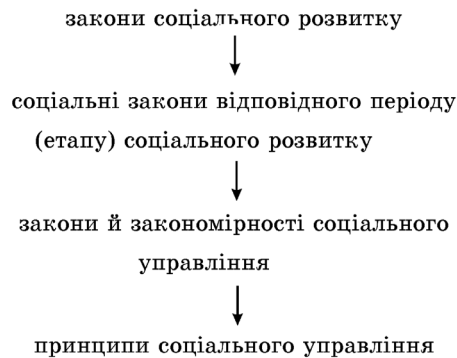 закони соціального розвитку
соціальні закони відповідного періоду
(етапу) соціального розвитку
закони й закономірності соціального
управління
принципи соціального управління